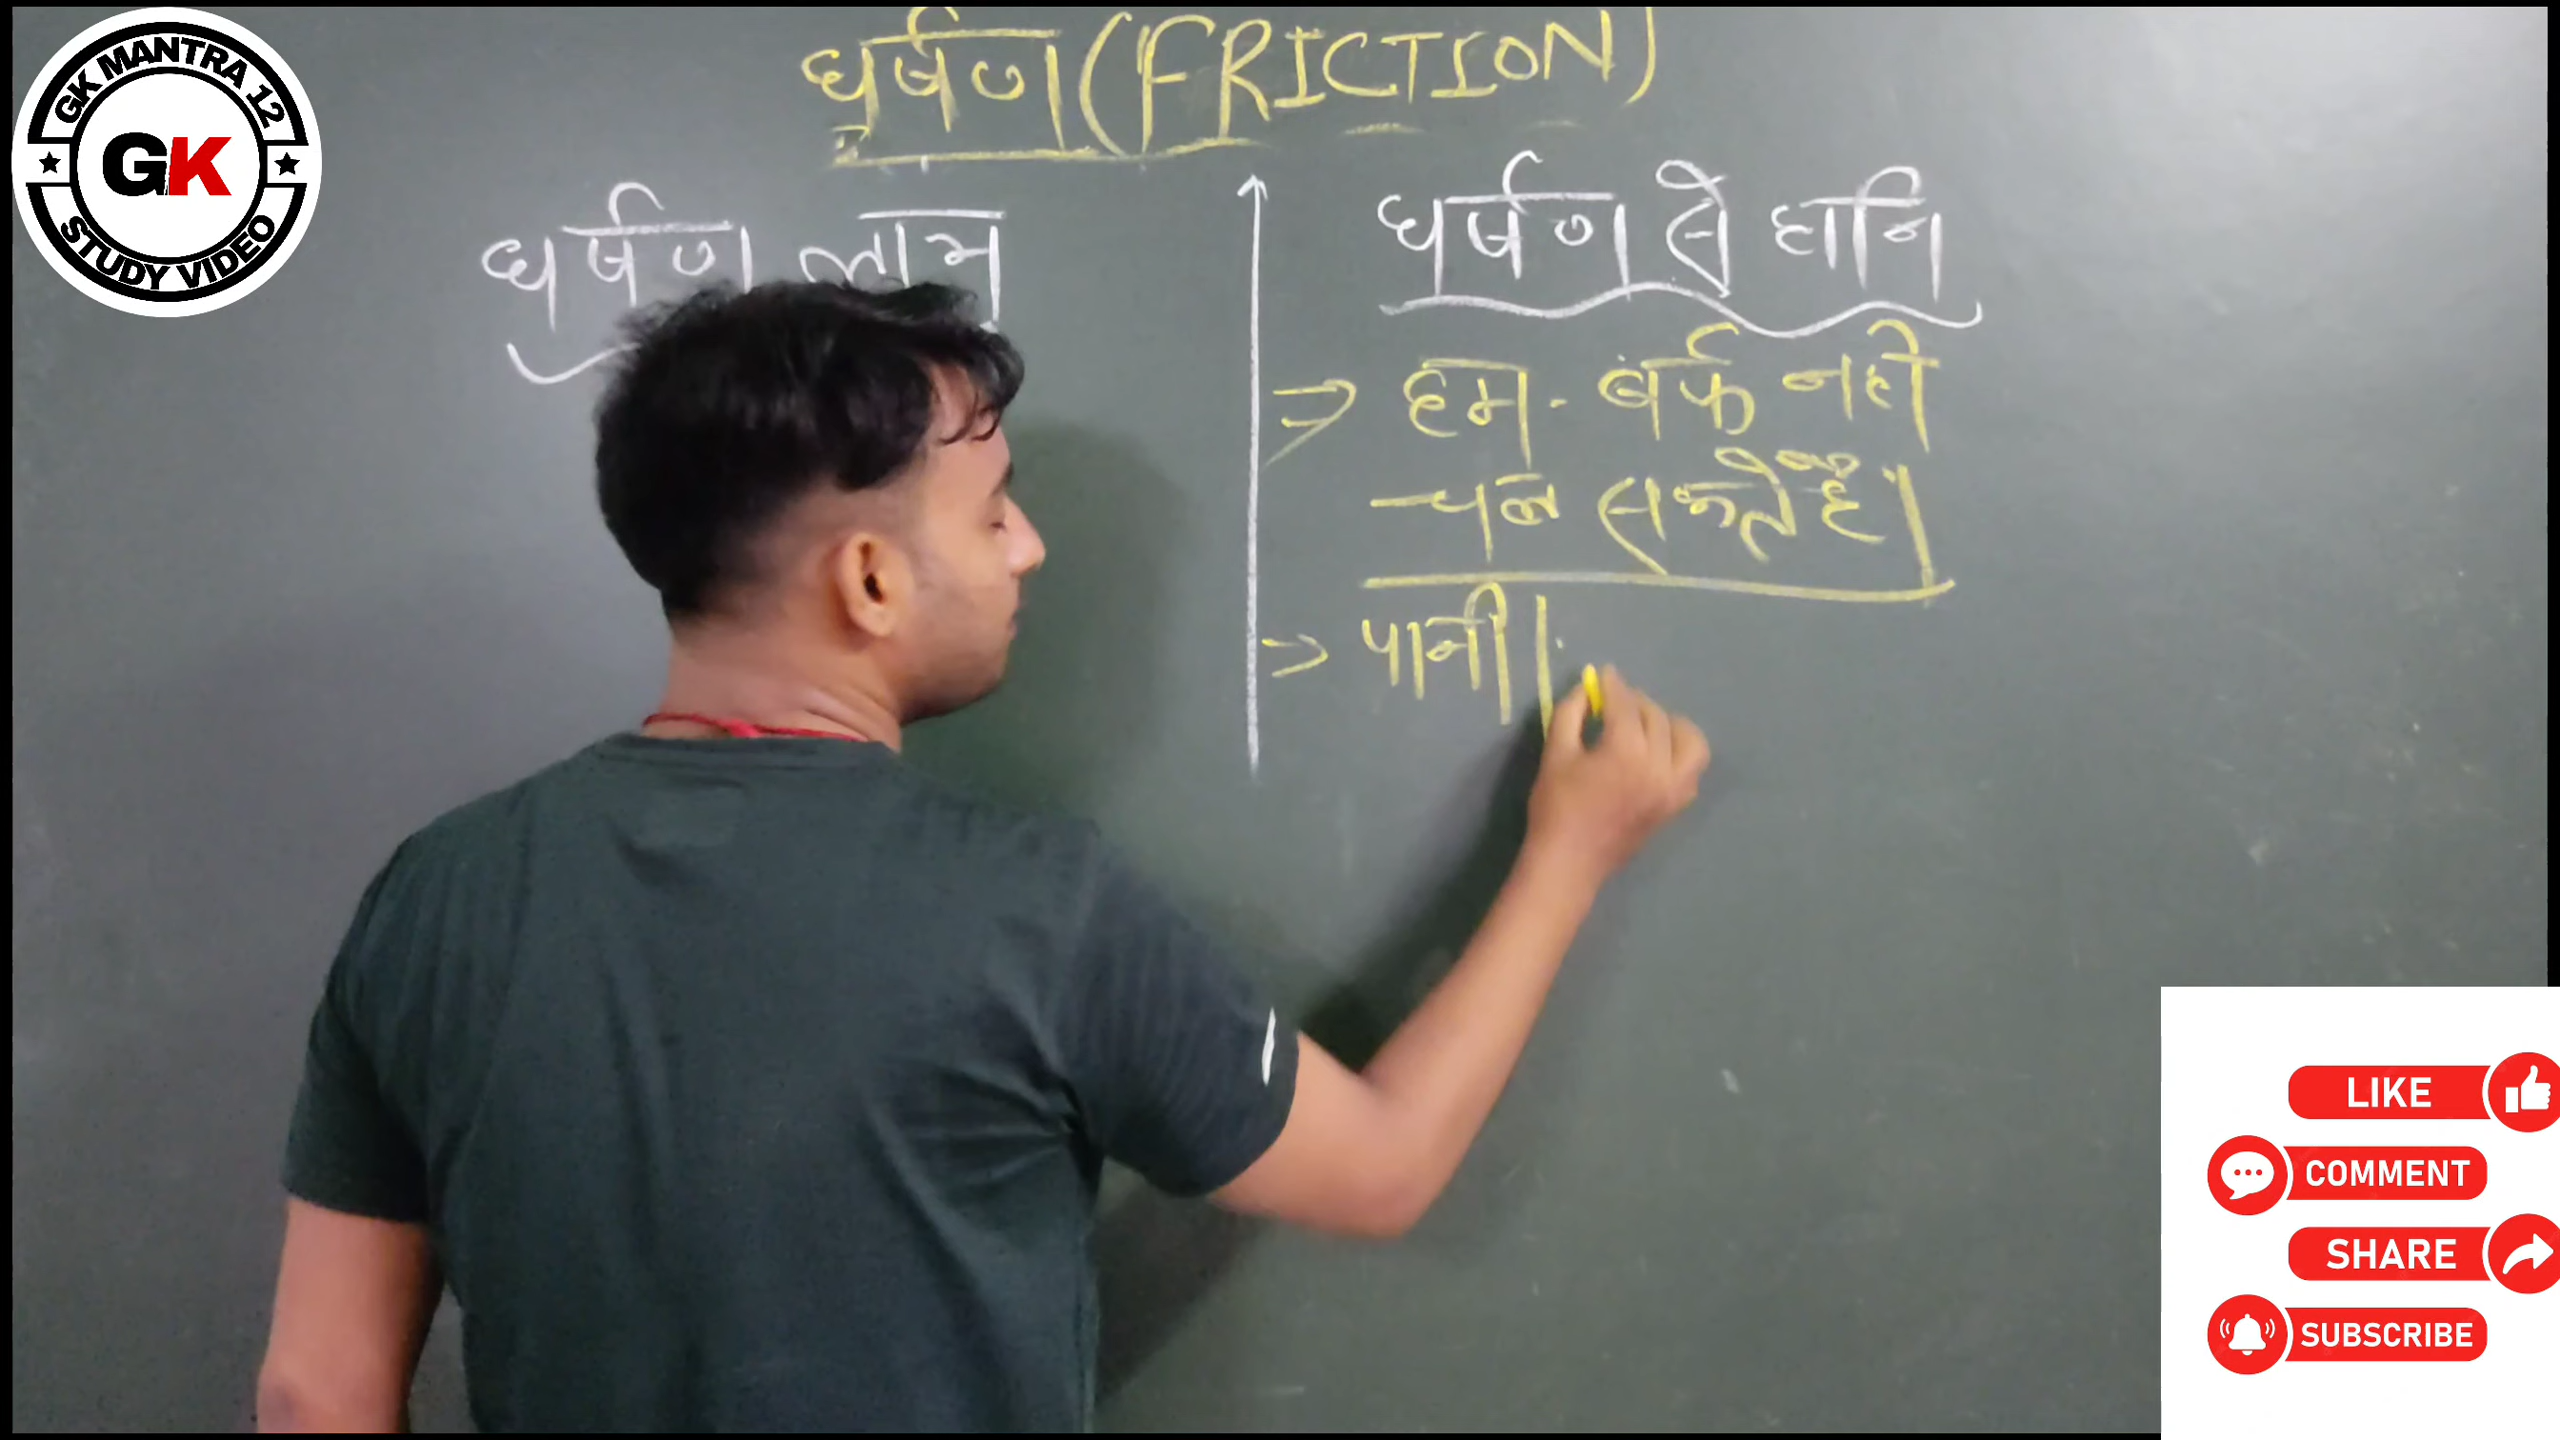 GK MANTRA 12
GK
STUDY VIDEO
घर्षण (FRICTION)
घर्षण लाभ
घर्षण से हानि
⇒ हम - बर्फ नही
चल सकते हैं।
→ पानी।
LIKE
COMMENT
SHARE
SUBSCRIBE